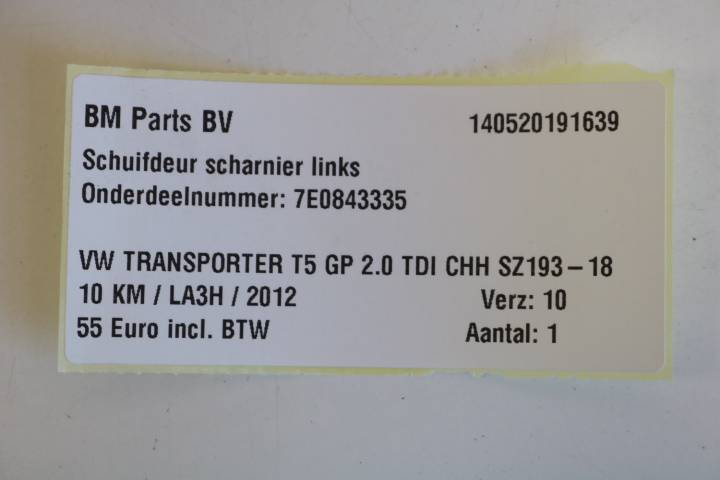 BM Parts BV 140520191639
Schuifdeur scharnier links
Onderdeelnummer: 7E0843335
VW TRANSPORTER T5 GP 2.0 TDI CHH SZ193-18
10 KM / LA3H / 2012 Verz: 10
55 Euro incl. BTW Aantal: 1